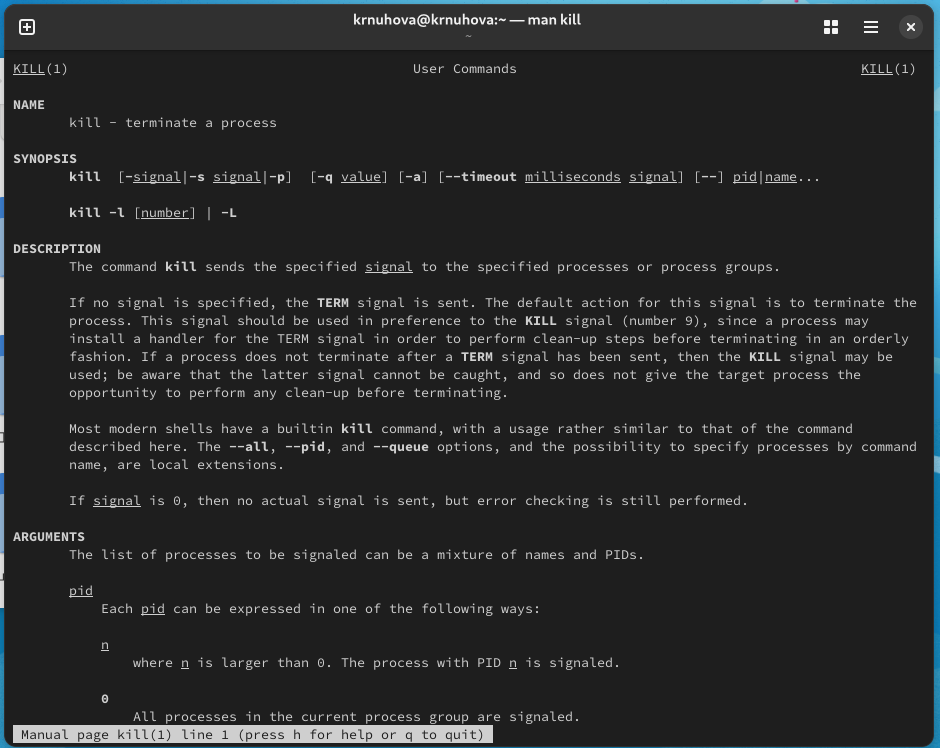 krnuhova@krnuhova:~ — man kill
~
KILL(1) User Commands KILL(1)
NAME
kill - terminate a process
SYNOPSIS
kill [-signal|-s signal|-p] [-q value] [-a] [--timeout milliseconds signal] [--] pid|name...
kill -l [number] | -L
DESCRIPTION
The command kill sends the specified signal to the specified processes or process groups.
If no signal is specified, the TERM signal is sent. The default action for this signal is to terminate the
process. This signal should be used in preference to the KILL signal (number 9), since a process may
install a handler for the TERM signal in order to perform clean-up steps before terminating in an orderly
fashion. If a process does not terminate after a TERM signal has been sent, then the KILL signal may be
used; be aware that the latter signal cannot be caught, and so does not give the target process the
opportunity to perform any clean-up before terminating.
Most modern shells have a builtin kill command, with a usage rather similar to that of the command
described here. The --all, --pid, and --queue options, and the possibility to specify processes by command
name, are local extensions.
If signal is 0, then no actual signal is sent, but error checking is still performed.
ARGUMENTS
The list of processes to be signaled can be a mixture of names and PIDs.
pid
Each pid can be expressed in one of the following ways:
n
where n is larger than 0. The process with PID n is signaled.
0
All processes in the current process group are signaled.
Manual page kill(1) line 1 (press h for help or q to quit)